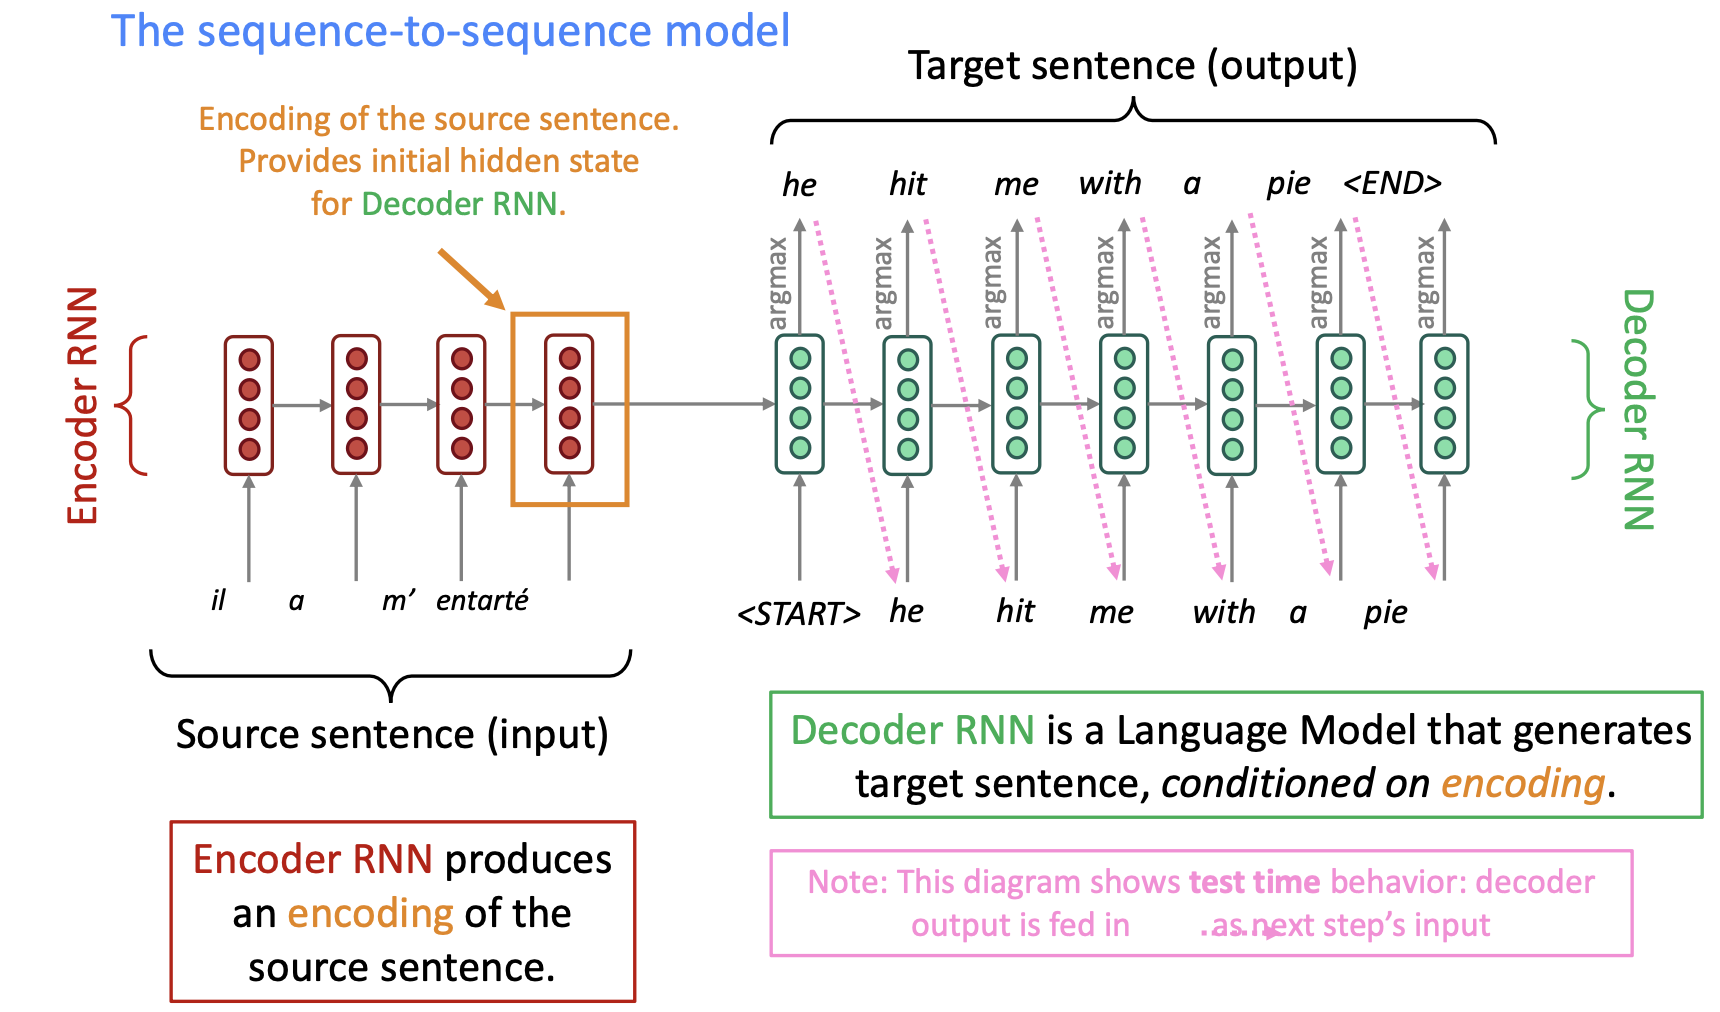 The sequence-to-sequence model
Target sentence (output)
Encoding of the source sentence.
Provides initial hidden state
for Decoder RNN.
he hit me with a pie <END>
argmax argmax argmax argmax argmax argmax argmax
Encoder RNN
Decoder RNN
il a m’ entarté
<START> he hit me with a pie
Source sentence (input)
Decoder RNN is a Language Model that generates
target sentence, conditioned on encoding.
Encoder RNN produces
an encoding of the
source sentence.
Note: This diagram shows test time behavior: decoder
output is fed in as next step’s input